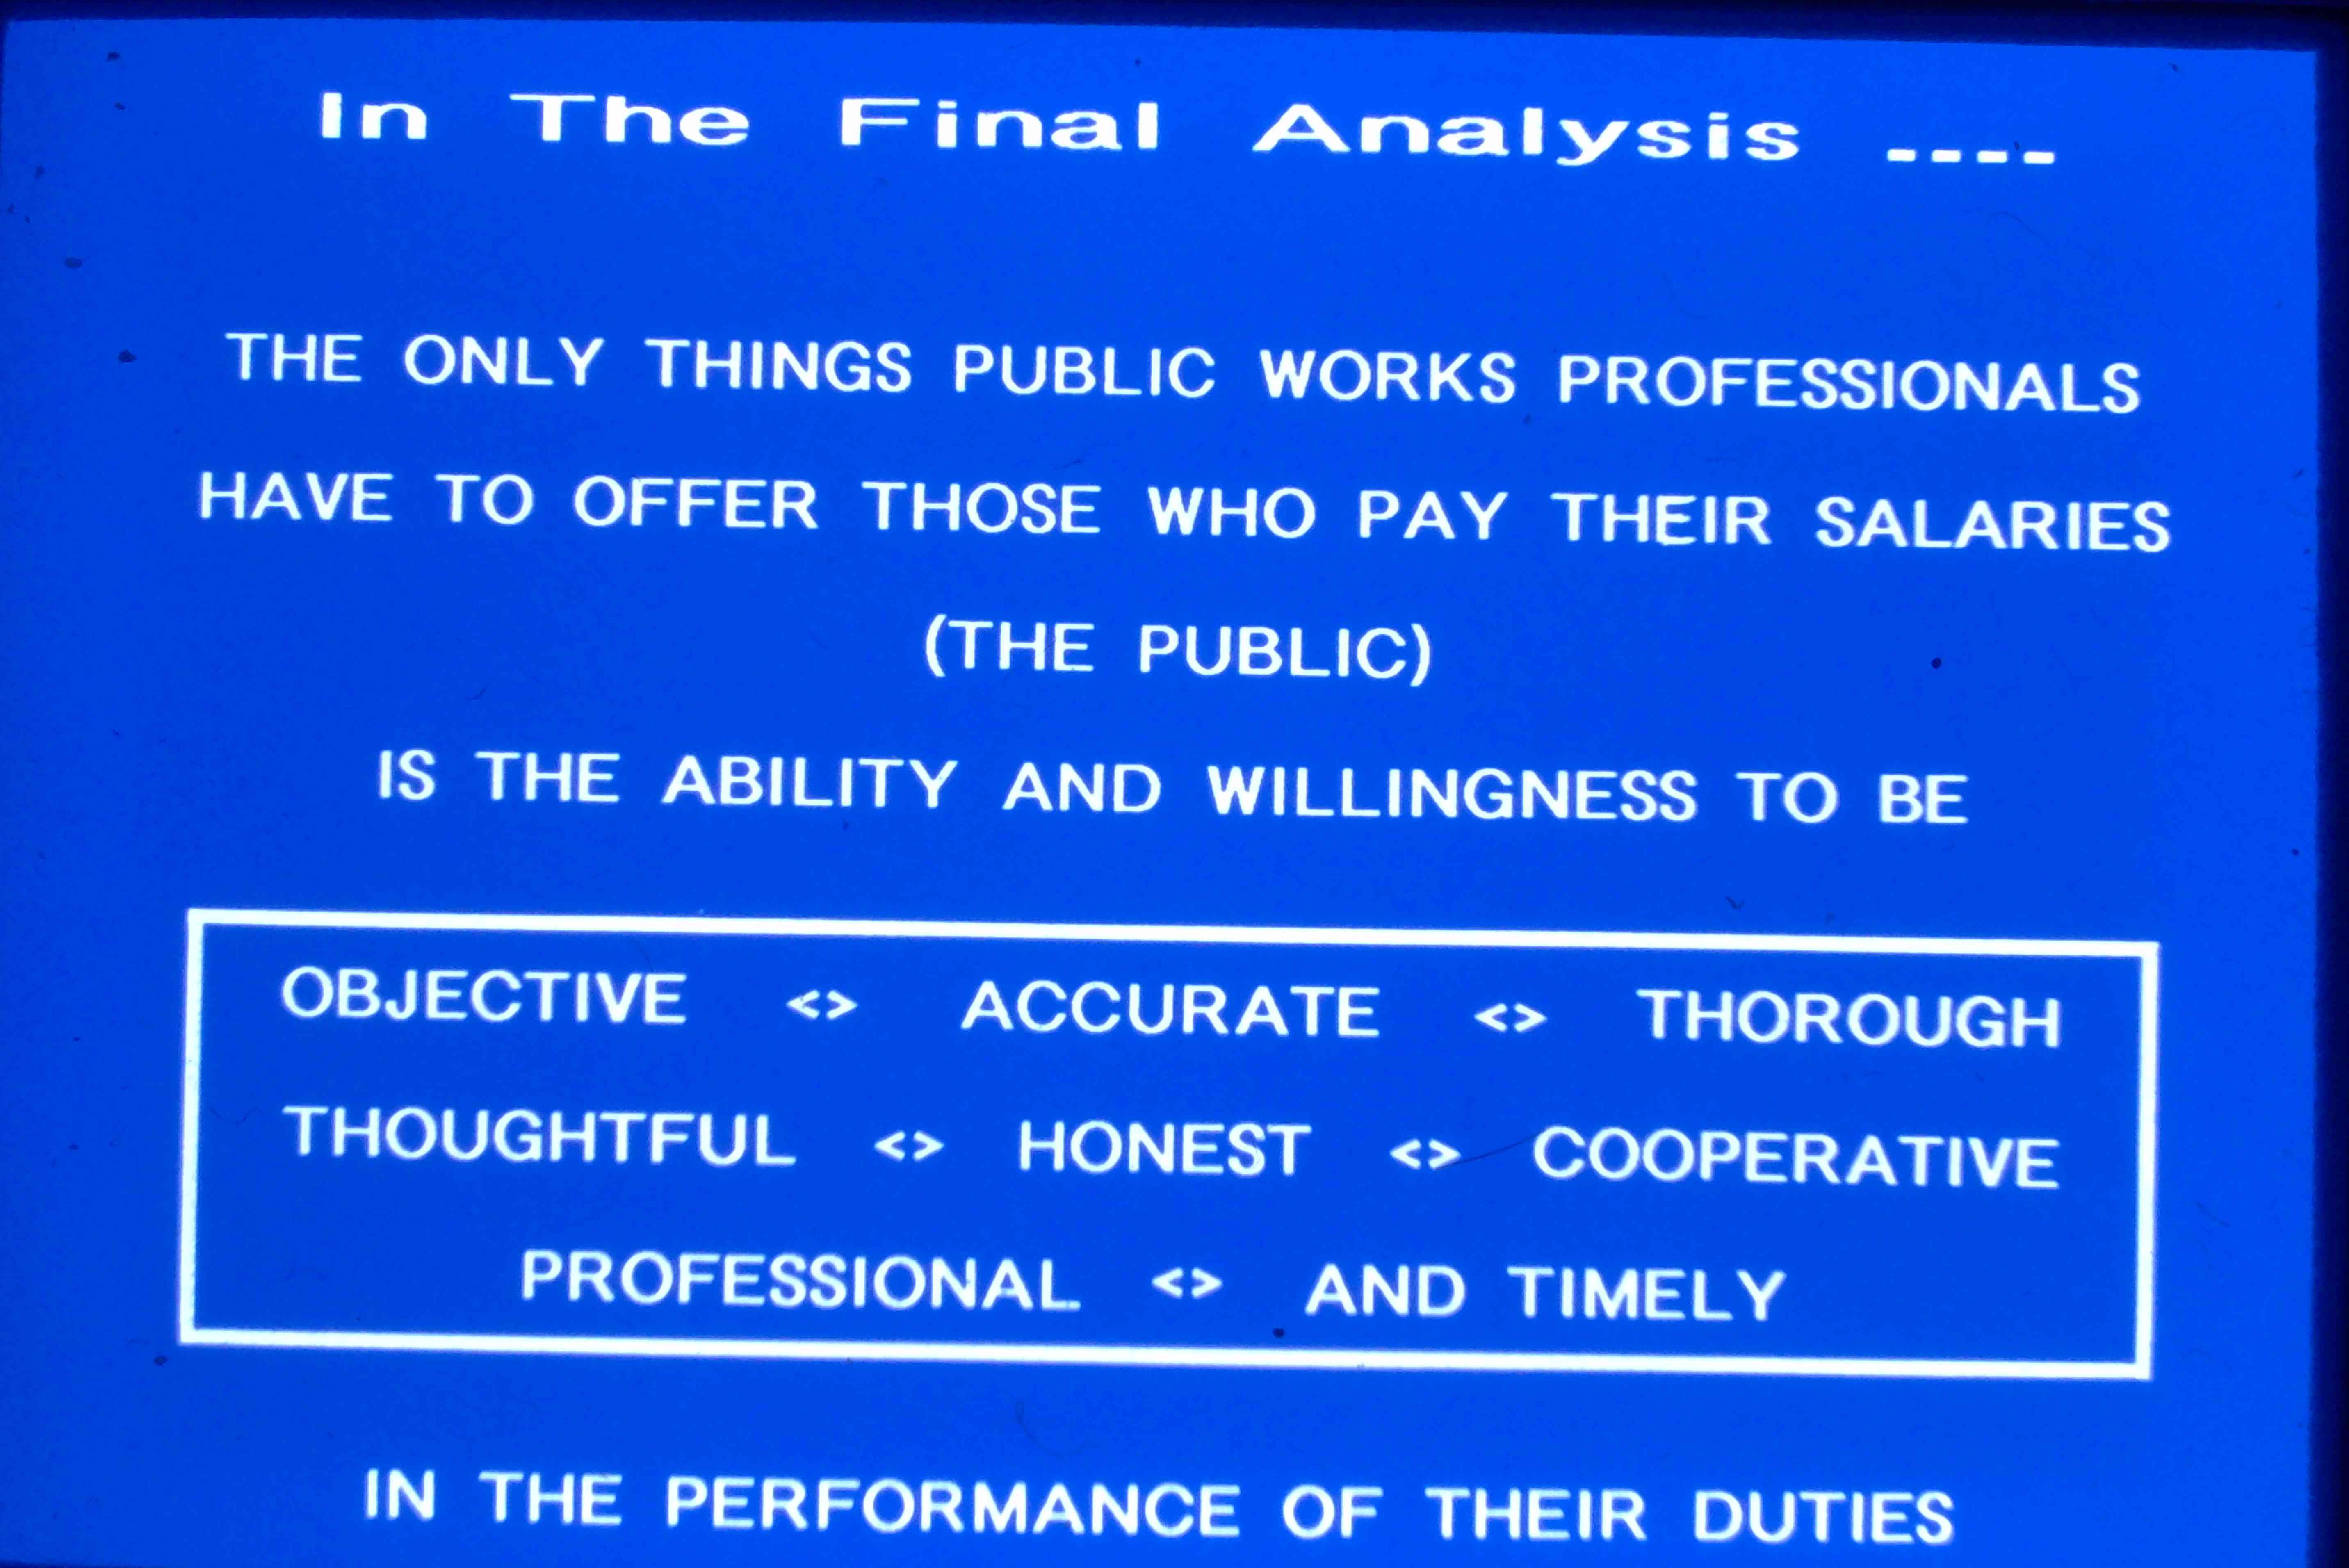 In The Final Analysis ----
THE ONLY THINGS PUBLIC WORKS PROFESSIONALS
HAVE TO OFFER THOSE WHO PAY THEIR SALARIES
(THE PUBLIC)
IS THE ABILITY AND WILLINGNESS TO BE
OBJECTIVE <> ACCURATE <> THOROUGH
THOUGHTFUL <> HONEST <> COOPERATIVE
PROFESSIONAL <> AND TIMELY
IN THE PERFORMANCE OF THEIR DUTIES